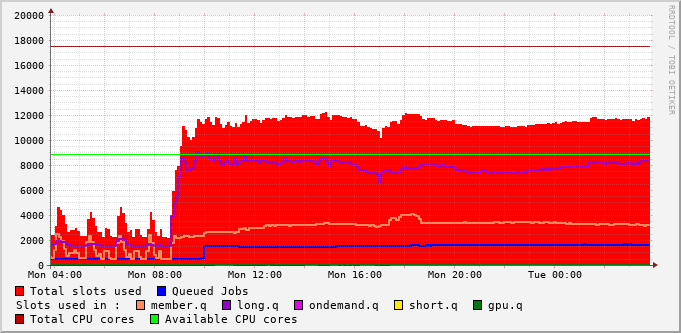 20000
18000
16000
14000
12000
10000
8000
6000
4000
2000
0
Mon 04:00 Mon 08:00 Mon 12:00 Mon 16:00 Mon 20:00 Tue 00:00
RRDTOOL / TOBI OETIKER
Total slots used Queued Jobs
Slots used in : member.q long.q ondemand.q short.q gpu.q
Total CPU cores Available CPU cores